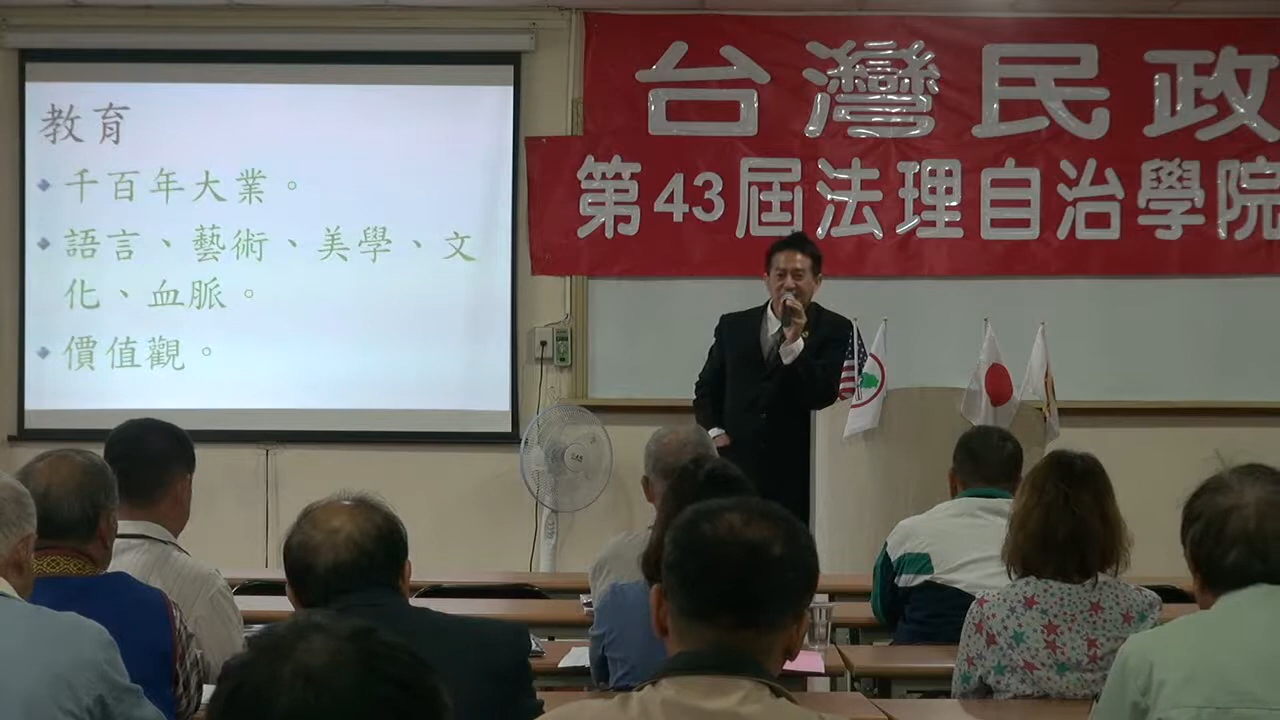 教育
千百年大業。
語言、藝術、美學、文
化、血脈。
價值觀。
台灣民政
第43屆法理自治學院